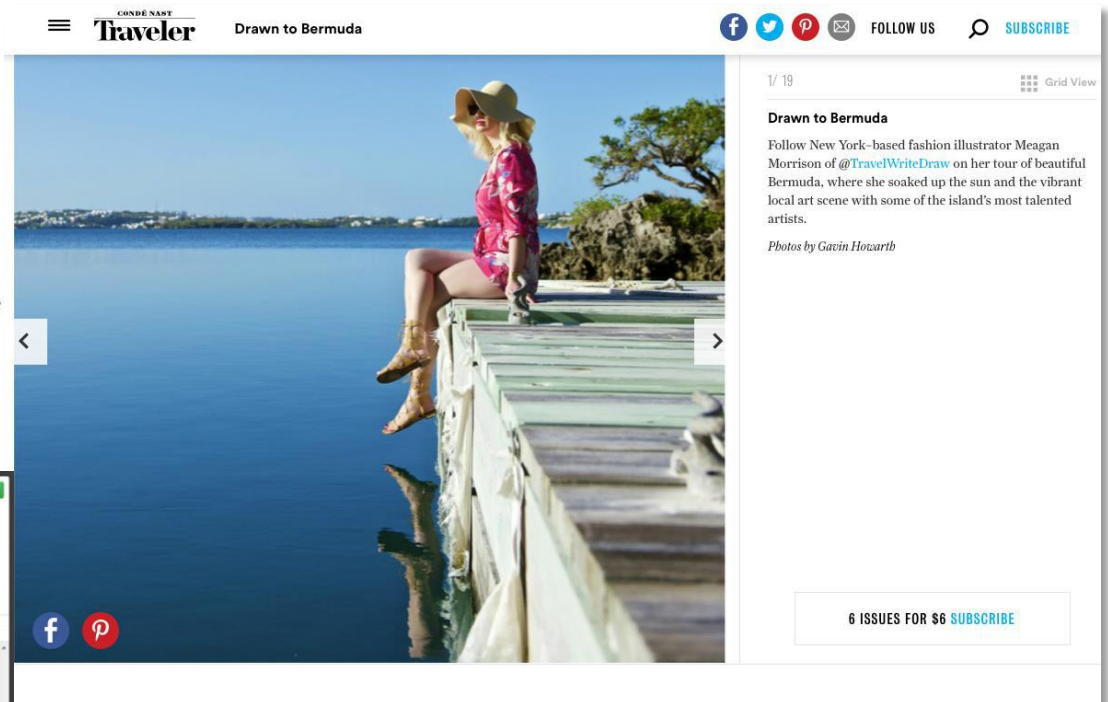 CONDÉ NAST
Traveler
Drawn to Bermuda
FOLLOW US
SUBSCRIBE
1/ 19
Grid View
Drawn to Bermuda
Follow New York–based fashion illustrator Meagan
Morrison of @TravelWriteDraw on her tour of beautiful
Bermuda, where she soaked up the sun and the vibrant
local art scene with some of the island's most talented
artists.
Photos by Gavin Howarth
6 ISSUES FOR $6 SUBSCRIBE